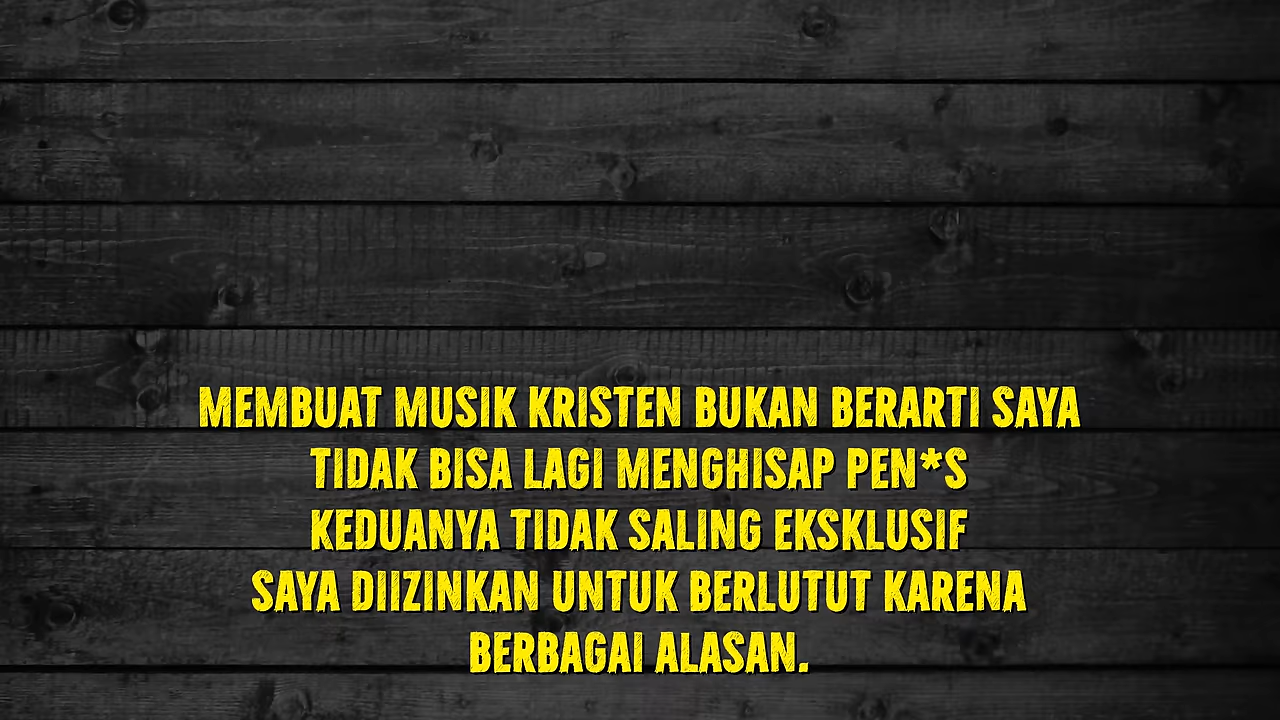 MEMBUAT MUSIK KRISTEN BUKAN BERARTI SAYA
TIDAK BISA LAGI MENGHISAP PEN*S
KEDUANYA TIDAK SALING EKSKLUSIF
SAYA DIIZINKAN UNTUK BERLUTUT KARENA
BERBAGAI ALASAN.